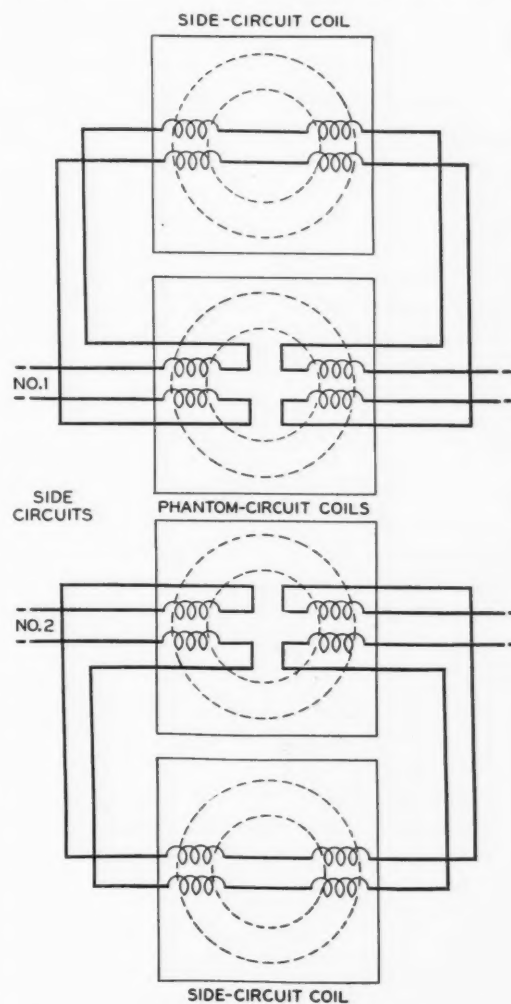 SIDE-CIRCUIT COIL
NO.1
SIDE
CIRCUITS
PHANTOM-CIRCUIT COILS
NO.2
SIDE-CIRCUIT COIL